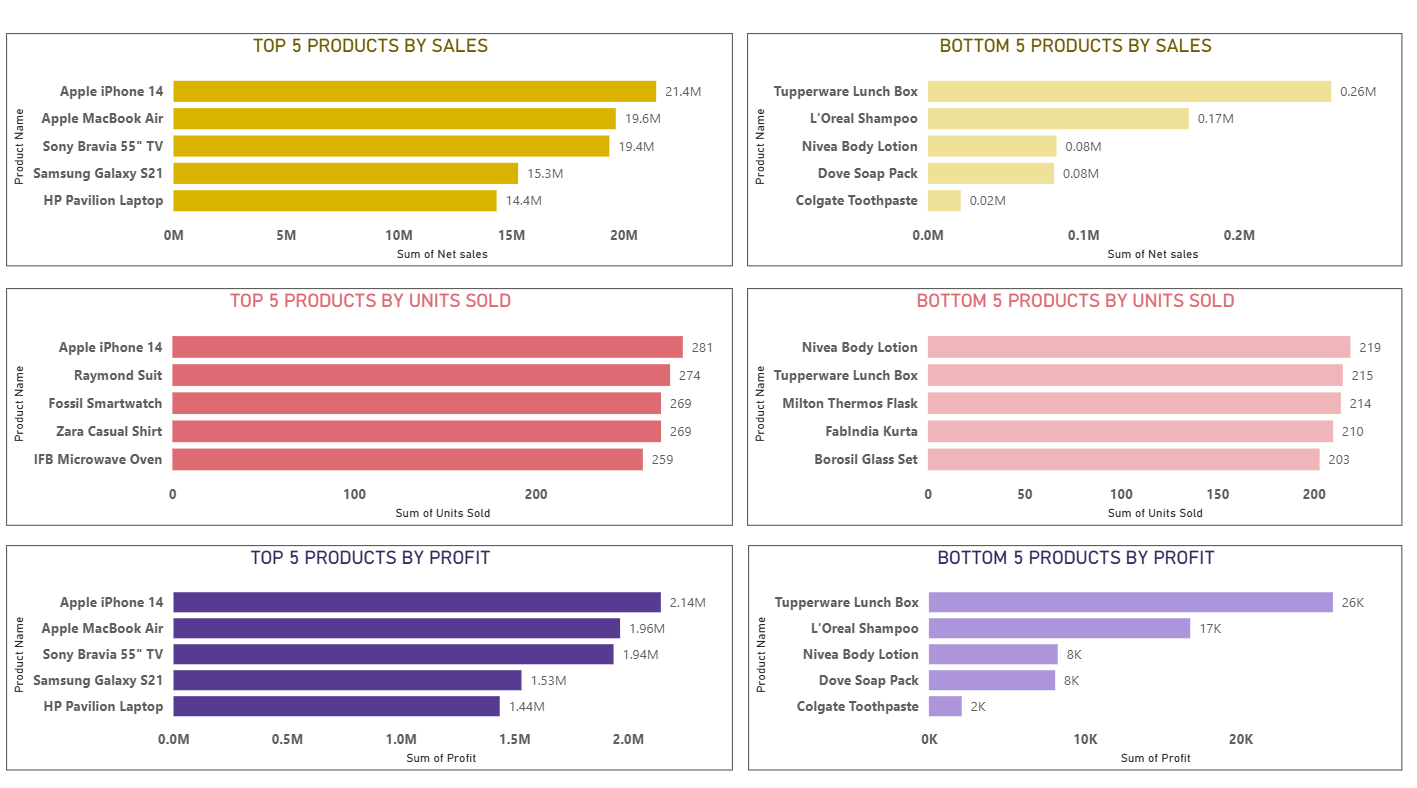 TOP 5 PRODUCTS BY SALES
Product Name
Apple iPhone 14 21.4M
Apple MacBook Air 19.6M
Sony Bravia 55" TV 19.4M
Samsung Galaxy S21 15.3M
HP Pavilion Laptop 14.4M
0M 5M 10M 15M 20M
Sum of Net sales
BOTTOM 5 PRODUCTS BY SALES
Product Name
Tupperware Lunch Box 0.26M
L'Oreal Shampoo 0.17M
Nivea Body Lotion 0.08M
Dove Soap Pack 0.08M
Colgate Toothpaste 0.02M
0.0M 0.1M 0.2M
Sum of Net sales
TOP 5 PRODUCTS BY UNITS SOLD
Product Name
Apple iPhone 14 281
Raymond Suit 274
Fossil Smartwatch 269
Zara Casual Shirt 269
IFB Microwave Oven 259
0 100 200
Sum of Units Sold
BOTTOM 5 PRODUCTS BY UNITS SOLD
Product Name
Nivea Body Lotion 219
Tupperware Lunch Box 215
Milton Thermos Flask 214
FabIndia Kurta 210
Borosil Glass Set 203
0 50 100 150 200
Sum of Units Sold
TOP 5 PRODUCTS BY PROFIT
Product Name
Apple iPhone 14 2.14M
Apple MacBook Air 1.96M
Sony Bravia 55" TV 1.94M
Samsung Galaxy S21 1.53M
HP Pavilion Laptop 1.44M
0.0M 0.5M 1.0M 1.5M 2.0M
Sum of Profit
BOTTOM 5 PRODUCTS BY PROFIT
Product Name
Tupperware Lunch Box 26K
L'Oreal Shampoo 17K
Nivea Body Lotion 8K
Dove Soap Pack 8K
Colgate Toothpaste 2K
0K 10K 20K
Sum of Profit